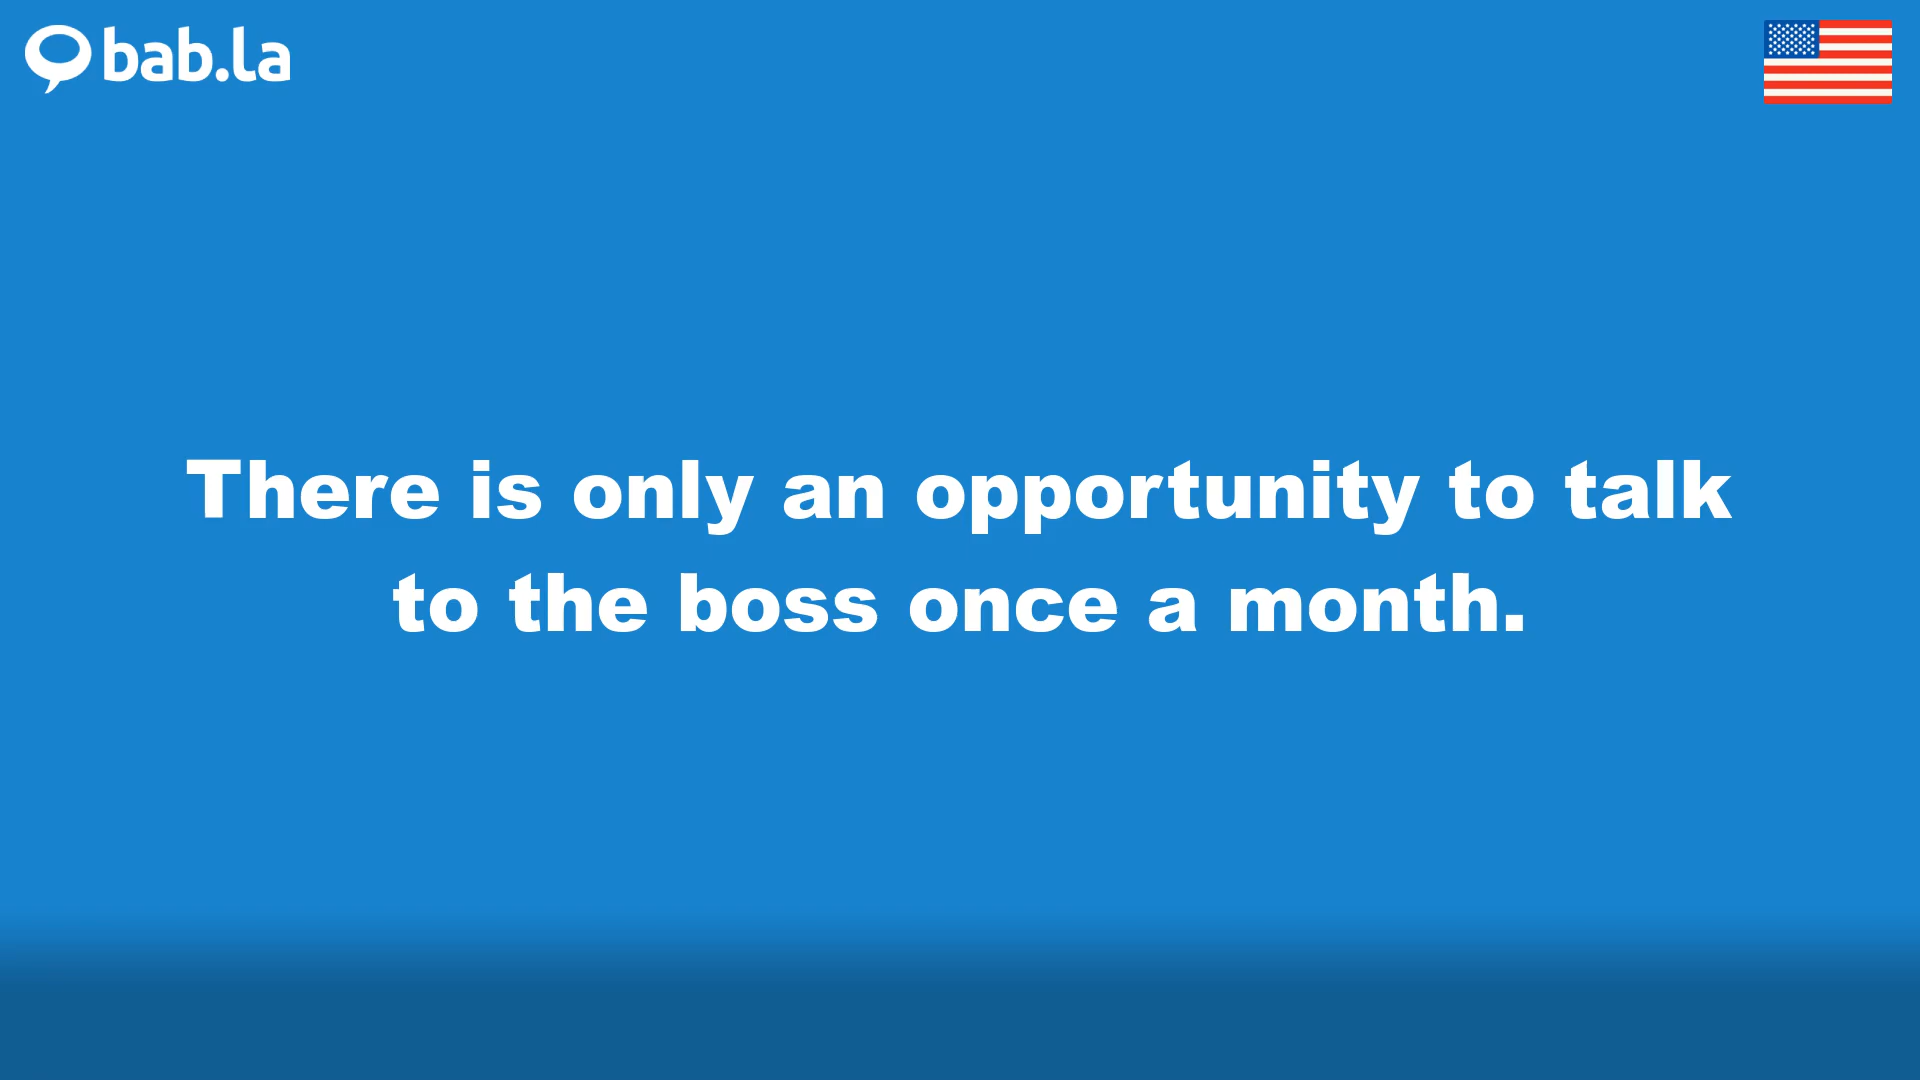 bab.la
There is only an opportunity to talk
to the boss once a month.